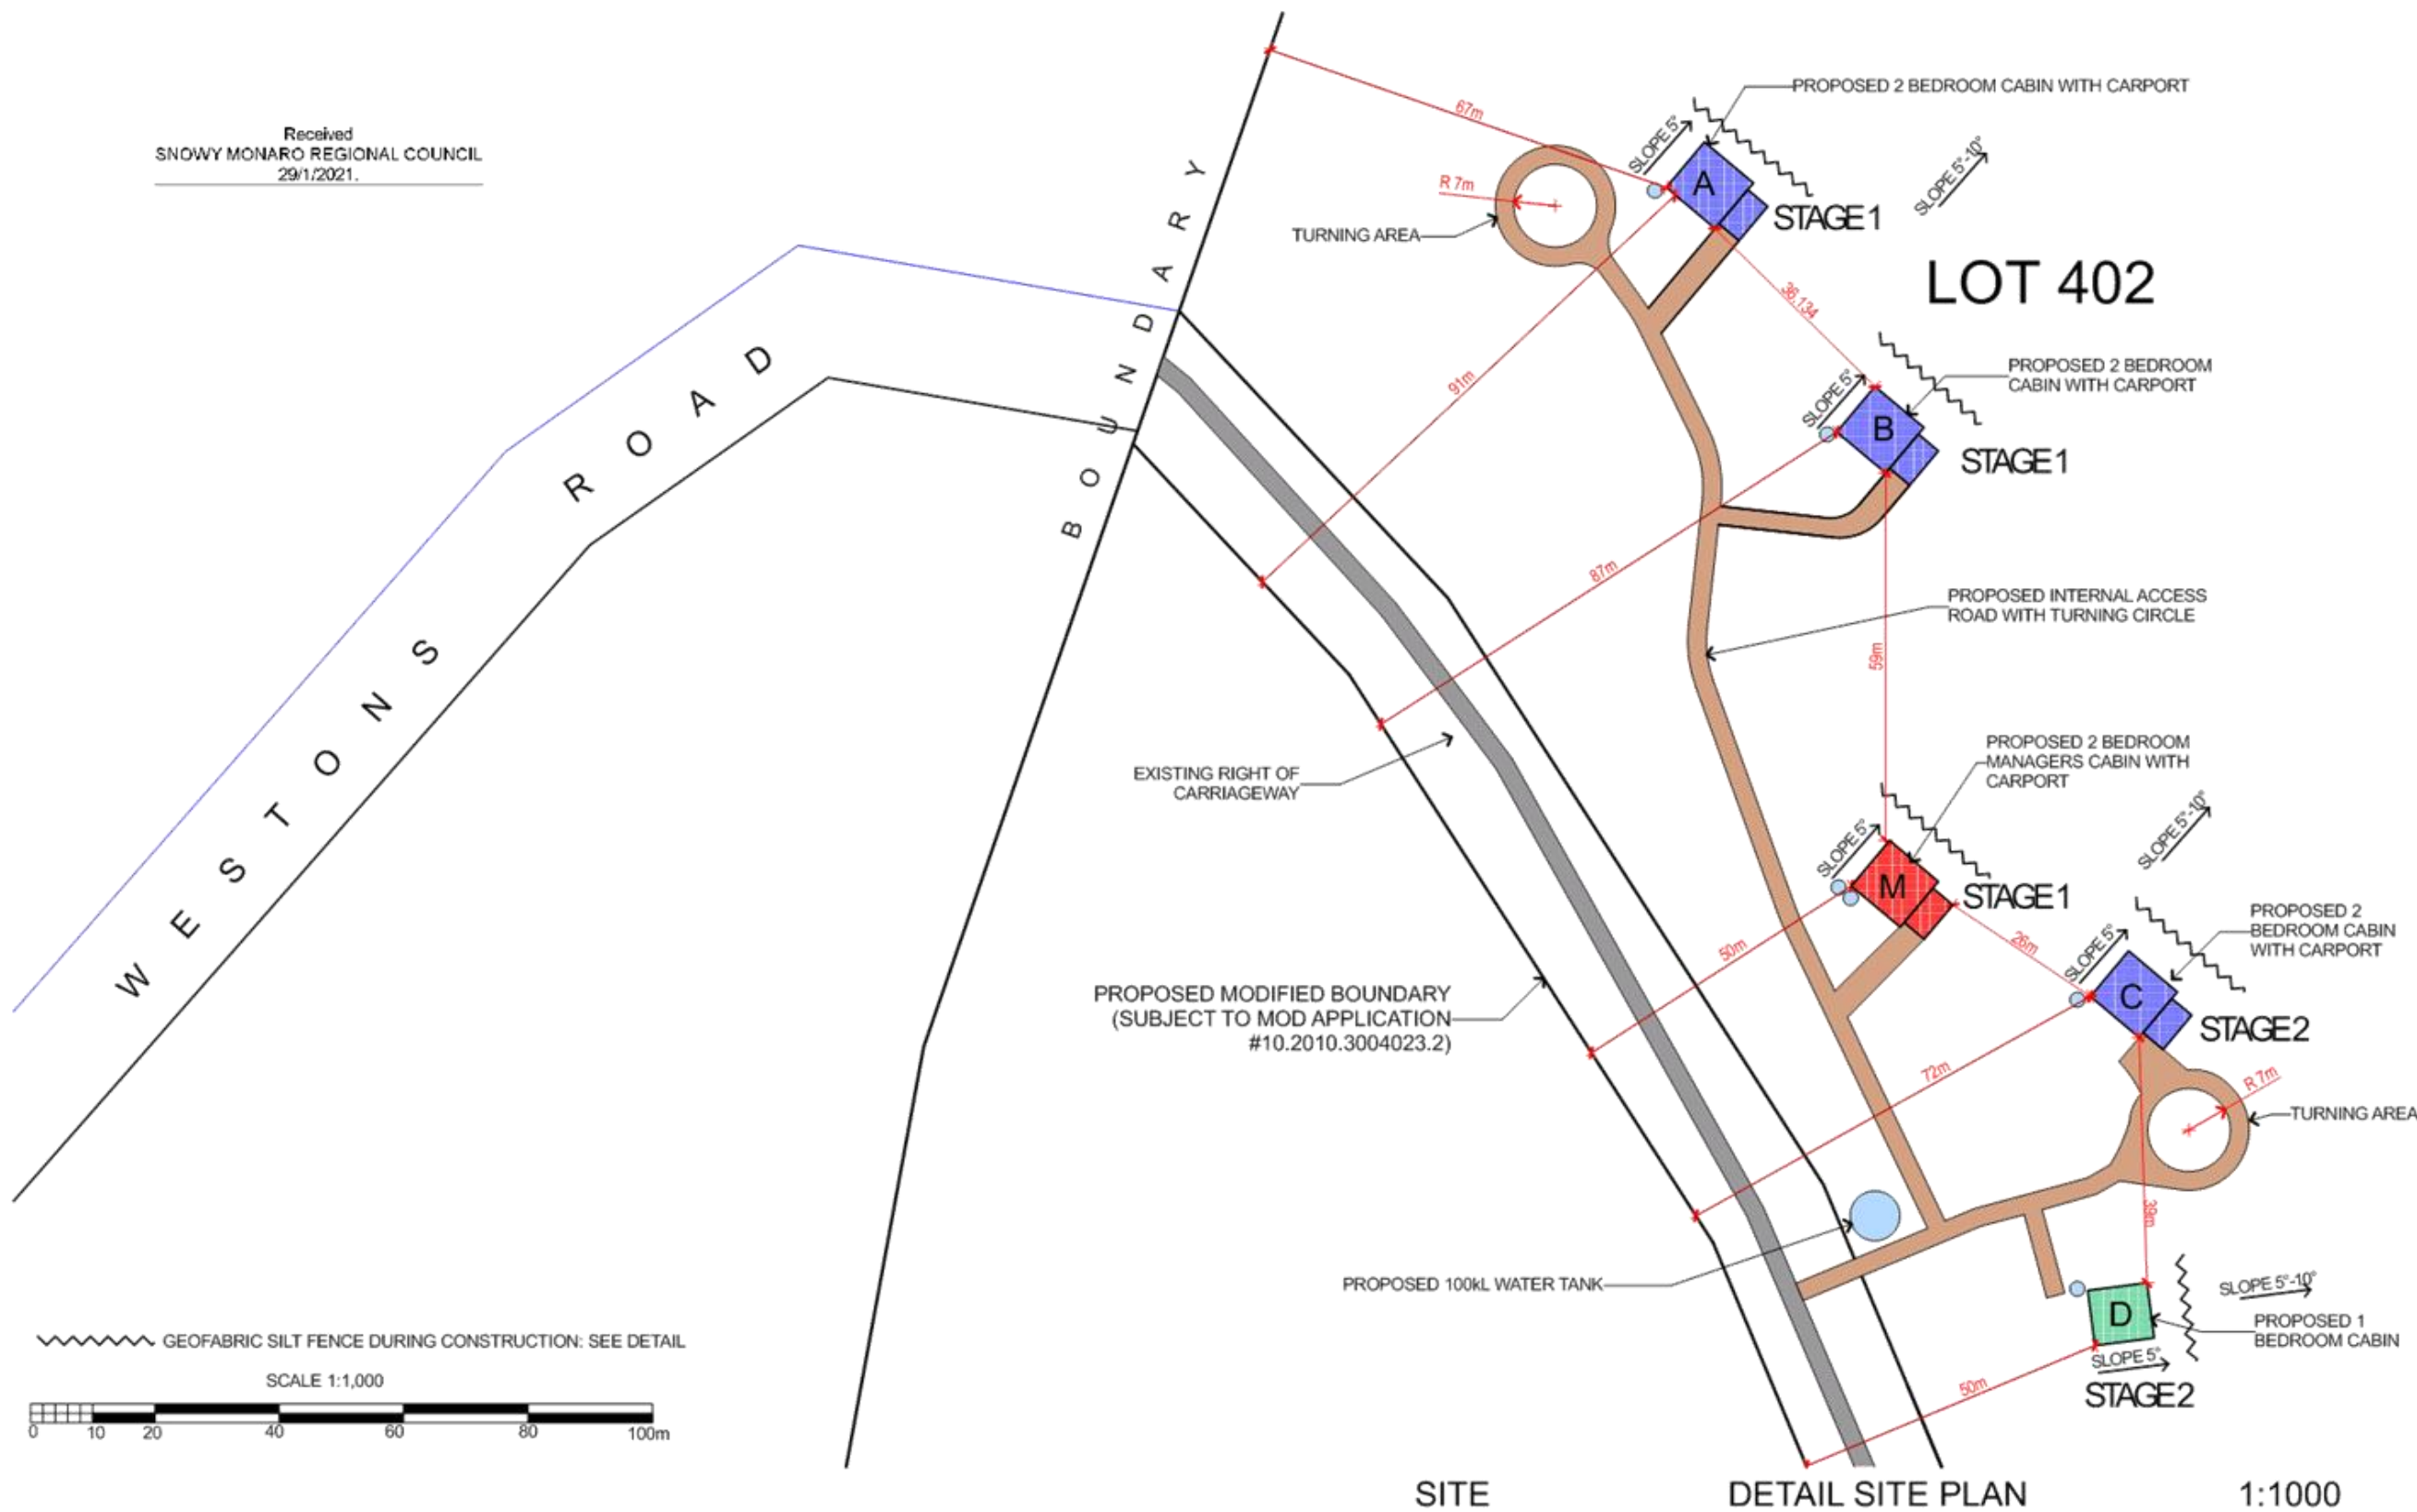 Received
SNOWY MONARO REGIONAL COUNCIL
29/1/2021.
WESTONS ROAD
BOUNDARY
67m
PROPOSED 2 BEDROOM CABIN WITH CARPORT
SLOPE 5°
SLOPE 5°-10°
A
STAGE 1
R 7m
TURNING AREA
LOT 402
36.134
91m
PROPOSED 2 BEDROOM
CABIN WITH CARPORT
SLOPE 5°
B
STAGE 1
87m
PROPOSED INTERNAL ACCESS
ROAD WITH TURNING CIRCLE
59m
EXISTING RIGHT OF
CARRIAGEWAY
PROPOSED 2 BEDROOM
MANAGERS CABIN WITH
CARPORT
SLOPE 5°
SLOPE 5°-10°
M
STAGE 1
50m
26m
PROPOSED 2
BEDROOM CABIN
WITH CARPORT
SLOPE 5°
C
STAGE 2
PROPOSED MODIFIED BOUNDARY
(SUBJECT TO MOD APPLICATION
#10.2010.3004023.2)
72m
R 7m
TURNING AREA
39m
PROPOSED 100kL WATER TANK
SLOPE 5°-10°
D
PROPOSED 1
BEDROOM CABIN
SLOPE 5°
STAGE 2
50m
GEOFABRIC SILT FENCE DURING CONSTRUCTION: SEE DETAIL
SCALE 1:1,000
0 10 20 40 60 80 100m
SITE DETAIL SITE PLAN 1:1000